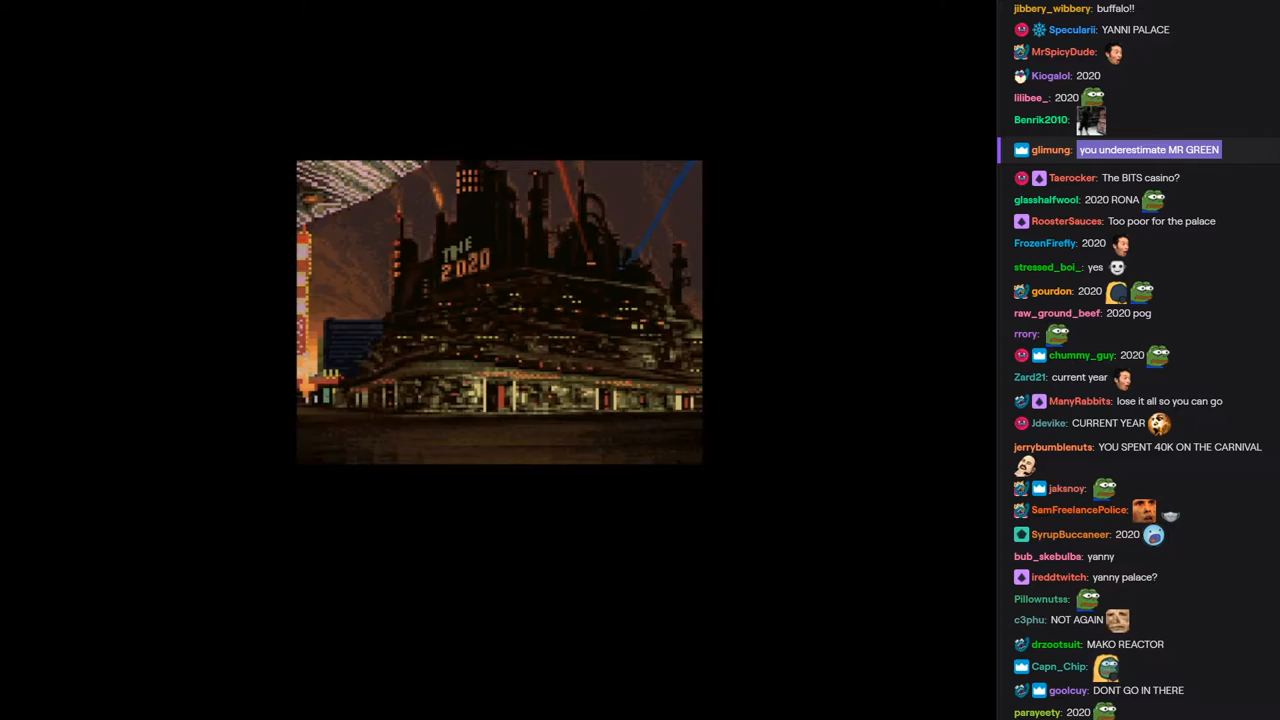 THE
2020
jibbery_wibbery: buffalo!!
Specularii: YANNI PALACE
MrSpicyDude:
Kiogalol: 2020
lilibee_: 2020
Benrik2010:
glimung: you underestimate MR GREEN
Taerocker: The BITS casino?
glasshalfwool: 2020 RONA
RoosterSauces: Too poor for the palace
FrozenFirefly: 2020
stressed_boi_: yes
gourdon: 2020
raw_ground_beef: 2020 pog
rrory:
chummy_guy: 2020
Zard21: current year
ManyRabbits: lose it all so you can go
Jdevike: CURRENT YEAR
jerrybumblenuts: YOU SPENT 40K ON THE CARNIVAL
jaksnoy:
SamFreelancePolice:
SyrupBuccaneer: 2020
bub_skebulba: yanny
ireddtwitch: yanny palace?
Pillownutss:
c3phu: NOT AGAIN
drzootsuit: MAKO REACTOR
Capn_Chip:
goolcuy: DONT GO IN THERE
parayeety: 2020